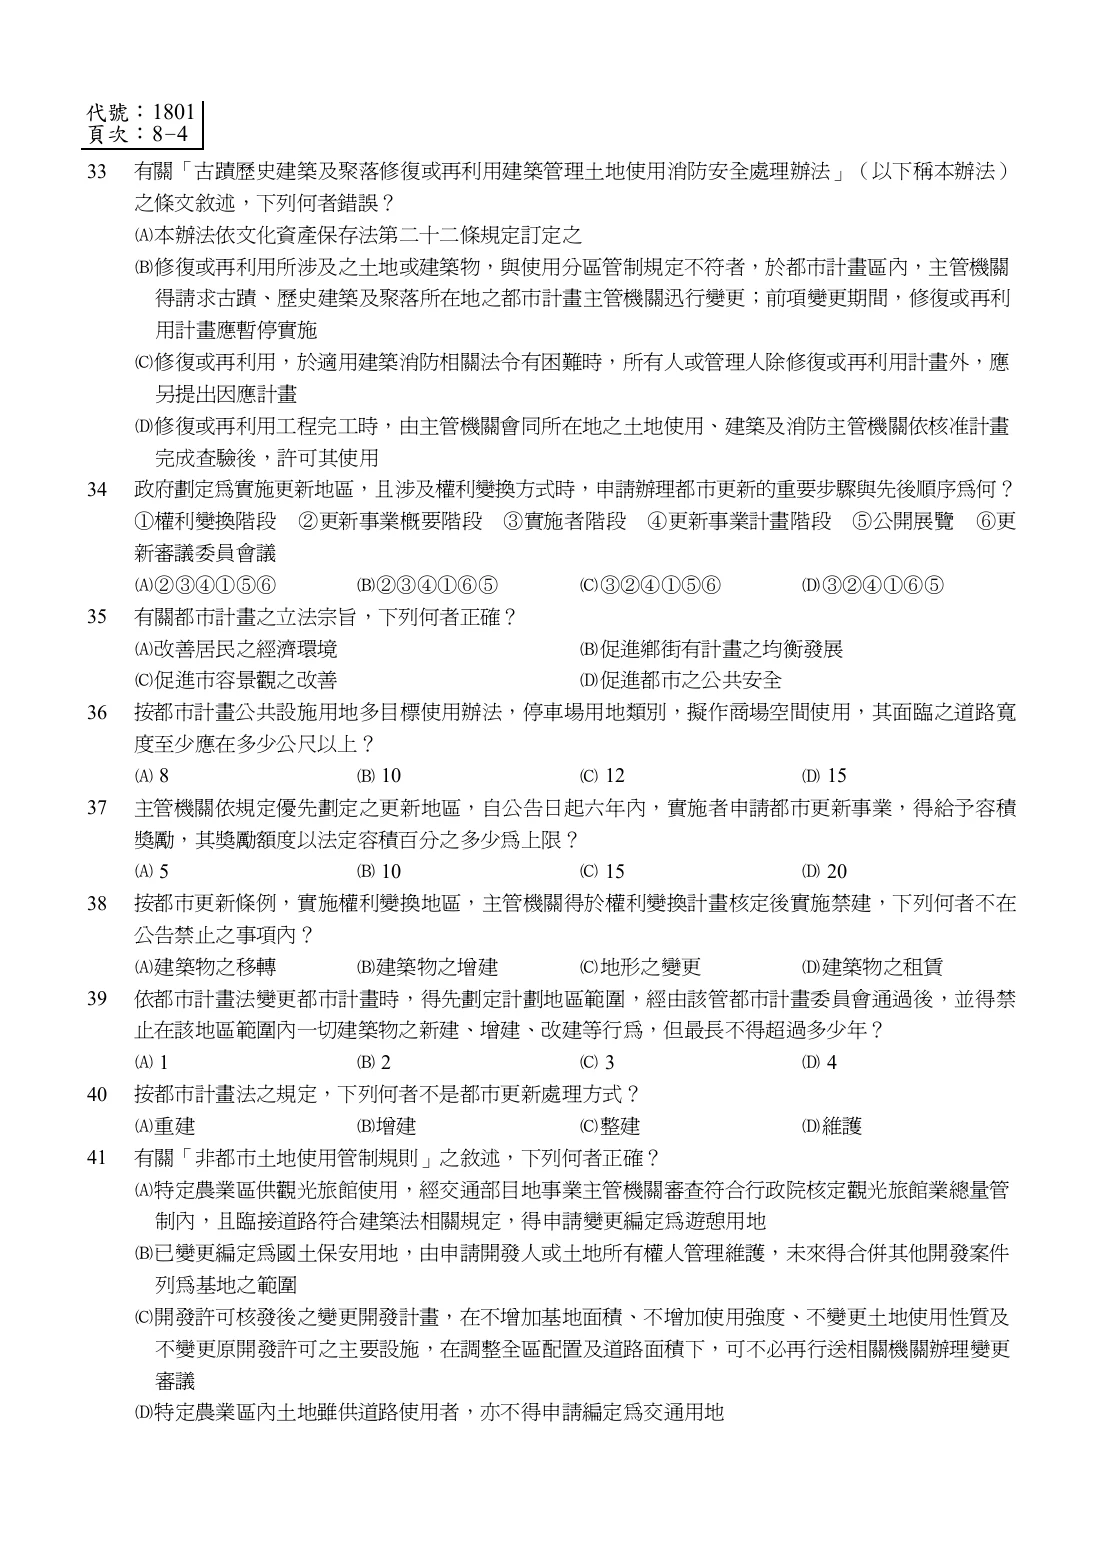 代號：1801
頁次：8－4
33 有關「古蹟歷史建築及聚落修復或再利用建築管理土地使用消防安全處理辦法」（以下稱本辦法）
之條文敘述，下列何者錯誤？
(A)本辦法依文化資產保存法第二十二條規定訂定之
(B)修復或再利用所涉及之土地或建築物，與使用分區管制規定不符者，於都市計畫區內，主管機關
得請求古蹟、歷史建築及聚落所在地之都市計畫主管機關迅行變更；前項變更期間，修復或再利
用計畫應暫停實施
(C)修復或再利用，於適用建築消防相關法令有困難時，所有人或管理人除修復或再利用計畫外，應
另提出因應計畫
(D)修復或再利用工程完工時，由主管機關會同所在地之土地使用、建築及消防主管機關依核准計畫
完成查驗後，許可其使用
34 政府劃定為實施更新地區，且涉及權利變換方式時，申請辦理都市更新的重要步驟與先後順序為何？
①權利變換階段 ②更新事業概要階段 ③實施者階段 ④更新事業計畫階段 ⑤公開展覽 ⑥更
新審議委員會議
(A)②③④①⑤⑥ (B)②③④①⑥⑤ (C)③②④①⑤⑥ (D)③②④①⑥⑤
35 有關都市計畫之立法宗旨，下列何者正確？
(A)改善居民之經濟環境 (B)促進鄉街有計畫之均衡發展
(C)促進市容景觀之改善 (D)促進都市之公共安全
36 按都市計畫公共設施用地多目標使用辦法，停車場用地類別，擬作商場空間使用，其面臨之道路寬
度至少應在多少公尺以上？
(A) 8 (B) 10 (C) 12 (D) 15
37 主管機關依規定優先劃定之更新地區，自公告日起六年內，實施者申請都市更新事業，得給予容積
獎勵，其獎勵額度以法定容積百分之多少為上限？
(A) 5 (B) 10 (C) 15 (D) 20
38 按都市更新條例，實施權利變換地區，主管機關得於權利變換計畫核定後實施禁建，下列何者不在
公告禁止之事項內？
(A)建築物之移轉 (B)建築物之增建 (C)地形之變更 (D)建築物之租賃
39 依都市計畫法變更都市計畫時，得先劃定計劃地區範圍，經由該管都市計畫委員會通過後，並得禁
止在該地區範圍內一切建築物之新建、增建、改建等行為，但最長不得超過多少年？
(A) 1 (B) 2 (C) 3 (D) 4
40 按都市計畫法之規定，下列何者不是都市更新處理方式？
(A)重建 (B)增建 (C)整建 (D)維護
41 有關「非都市土地使用管制規則」之敘述，下列何者正確？
(A)特定農業區供觀光旅館使用，經交通部目地事業主管機關審查符合行政院核定觀光旅館業總量管
制內，且臨接道路符合建築法相關規定，得申請變更編定為遊憩用地
(B)已變更編定為國土保安用地，由申請開發人或土地所有權人管理維護，未來得合併其他開發案件
列為基地之範圍
(C)開發許可核發後之變更開發計畫，在不增加基地面積、不增加使用強度、不變更土地使用性質及
不變更原開發許可之主要設施，在調整全區配置及道路面積下，可不必再行送相關機關辦理變更
審議
(D)特定農業區內土地雖供道路使用者，亦不得申請編定為交通用地